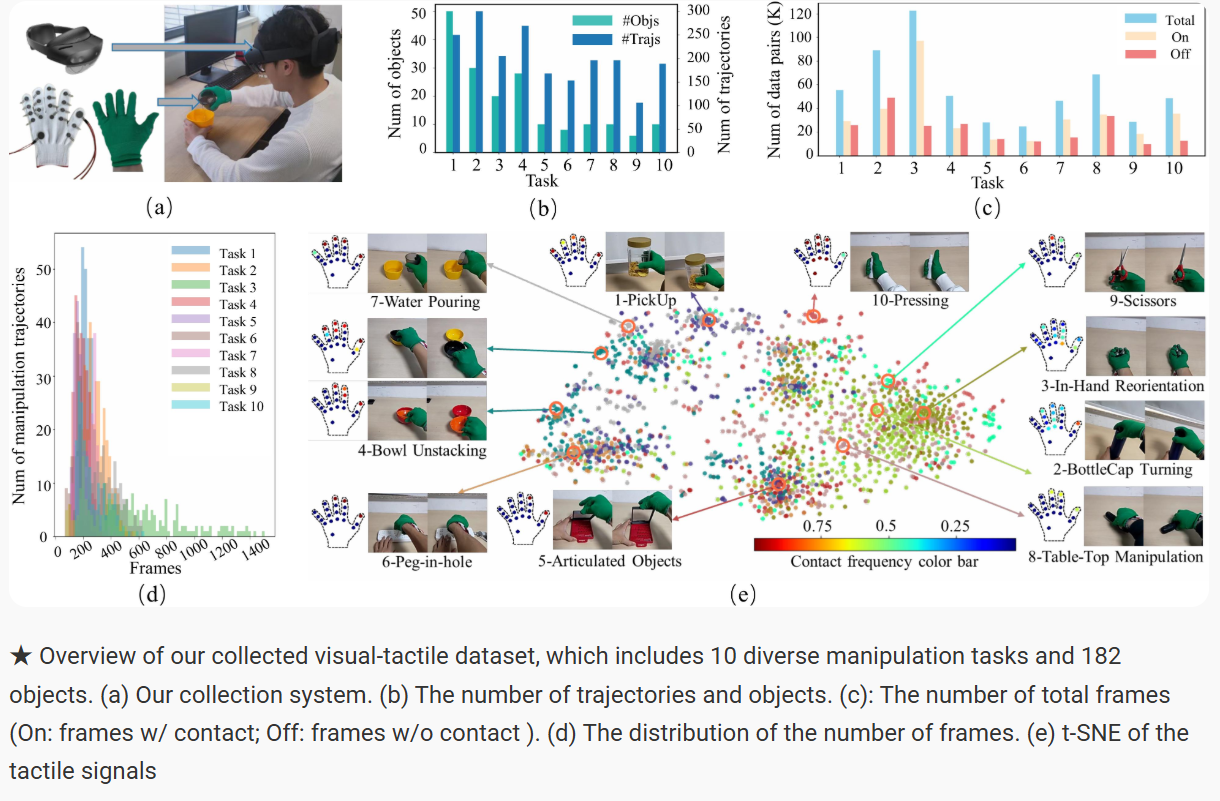 (a)
50
40
30
20
10
0
Num of objects
#Objs
#Trajs
300
250
200
150
100
50
0
Num of trajectories
1 2 3 4 5 6 7 8 9 10
Task
(b)
120
100
80
60
40
20
0
Num of data pairs (K)
Total
On
Off
1 2 3 4 5 6 7 8 9 10
Task
(c)
Num of manipulation trajectories
50
40
30
20
10
0
Task 1
Task 2
Task 3
Task 4
Task 5
Task 6
Task 7
Task 8
Task 9
Task 10
0 200 400 600 800 1000 1200 1400
Frames
(d)
7-Water Pouring
1-PickUp
10-Pressing
9-Scissors
3-In-Hand Reorientation
4-Bowl Unstacking
2-BottleCap Turning
6-Peg-in-hole
5-Articulated Objects
0.75 0.5 0.25
Contact frequency color bar
8-Table-Top Manipulation
(e)
★ Overview of our collected visual-tactile dataset, which includes 10 diverse manipulation tasks and 182
objects. (a) Our collection system. (b) The number of trajectories and objects. (c): The number of total frames
(On: frames w/ contact; Off: frames w/o contact ). (d) The distribution of the number of frames. (e) t-SNE of the
tactile signals